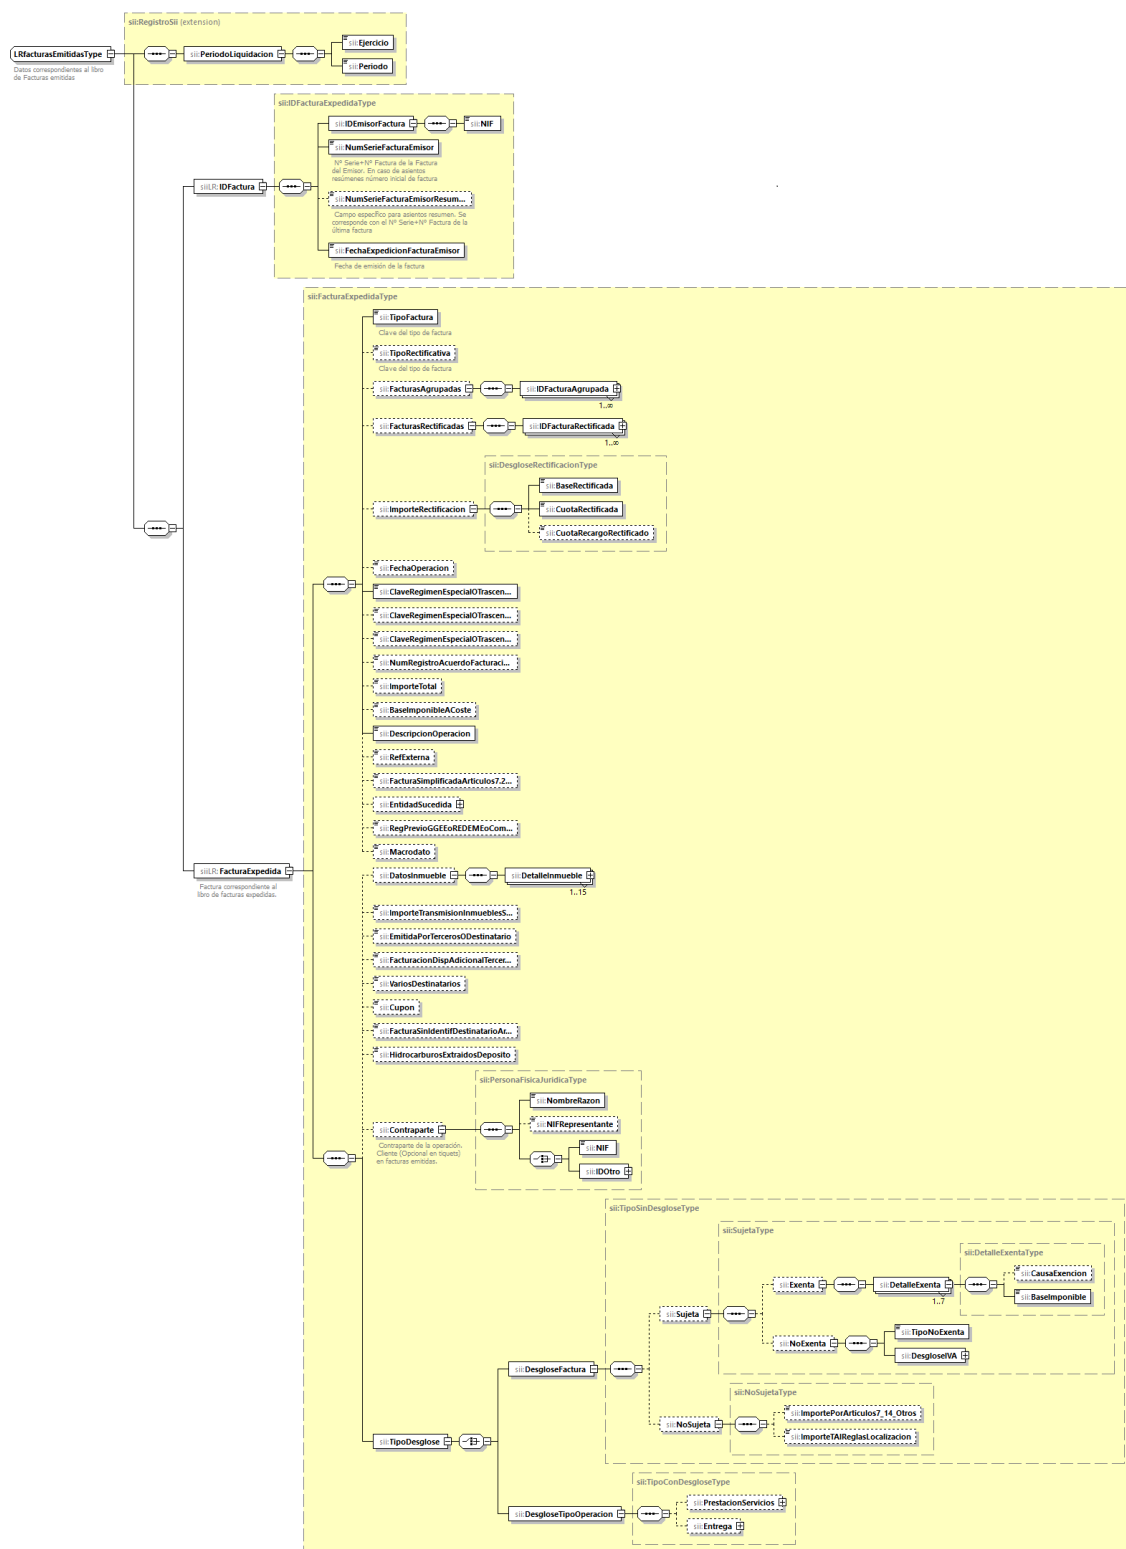 sii:RegistroSii (extension)
LRfacturasEmitidasType
Datos correspondientes al libro
de Facturas emitidas
sii:PeriodoLiquidacion
sii:Ejercicio
sii:Periodo
sii:IDFacturaExpedidaType
sii:IDEmisorFactura
sii:NIF
sii:NumSerieFacturaEmisor
Nº Serie+Nº Factura de la Factura
del Emisor. En caso de asientos
resúmenes número inicial de factura
siiLR:IDFactura
sii:NumSerieFacturaEmisorResum...
Campo específico para asientos resumen. Se
corresponde con el Nº Serie+Nº Factura de la
última factura
sii:FechaExpedicionFacturaEmisor
Fecha de emisión de la factura
sii:FacturaExpedidaType
sii:TipoFactura
Clave del tipo de factura
sii:TipoRectificativa
Clave del tipo de factura
sii:FacturasAgrupadas
sii:IDFacturaAgrupada
1..∞
sii:FacturasRectificadas
sii:IDFacturaRectificada
1..∞
sii:DesgloseRectificacionType
sii:BaseRectificada
sii:ImporteRectificacion
sii:CuotaRectificada
sii:CuotaRecargoRectificado
sii:FechaOperacion
sii:ClaveRegimenEspecialOTrascen...
sii:ClaveRegimenEspecialOTrascen...
sii:ClaveRegimenEspecialOTrascen...
sii:NumRegistroAcuerdoFacturaci...
sii:ImporteTotal
sii:BaseImponibleACoste
sii:DescripcionOperacion
sii:RefExterna
sii:FacturaSimplificadaArticulos7.2...
sii:EntidadSucedida
sii:RegPrevioGGEEoREDEMEoCom...
sii:Macrodato
siiLR:FacturaExpedida
Factura correspondiente al
libro de facturas expedidas.
sii:DatosInmueble
sii:DetalleInmueble
1..15
sii:ImporteTransmisionInmueblesS...
sii:EmitidaPorTercerosODestinatario
sii:FacturacionDispAdicionalTercer...
sii:VariosDestinatarios
sii:Cupon
sii:FacturaSinIdentifDestinatarioAr...
sii:HidrocarburosExtraidosDeposito
sii:PersonaFisicaJuridicaType
sii:NombreRazon
sii:Contraparte
Contraparte de la operación.
Cliente (Opcional en tiquets)
en facturas emitidas.
sii:NIFRepresentante
sii:NIF
sii:IDOtro
sii:TipoSinDesgloseType
sii:SujetaType
sii:DetalleExentaType
sii:CausaExencion
sii:Exenta
sii:DetalleExenta
1..7
sii:BaseImponible
sii:Sujeta
sii:TipoNoExenta
sii:NoExenta
sii:DesgloseIVA
sii:DesgloseFactura
sii:NoSujetaType
sii:ImportePorArticulos7_14_Otros
sii:NoSujeta
sii:ImporteTAIReglasLocalizacion
sii:TipoDesglose
sii:TipoConDesgloseType
sii:PrestacionServicios
sii:DesgloseTipoOperacion
sii:Entrega